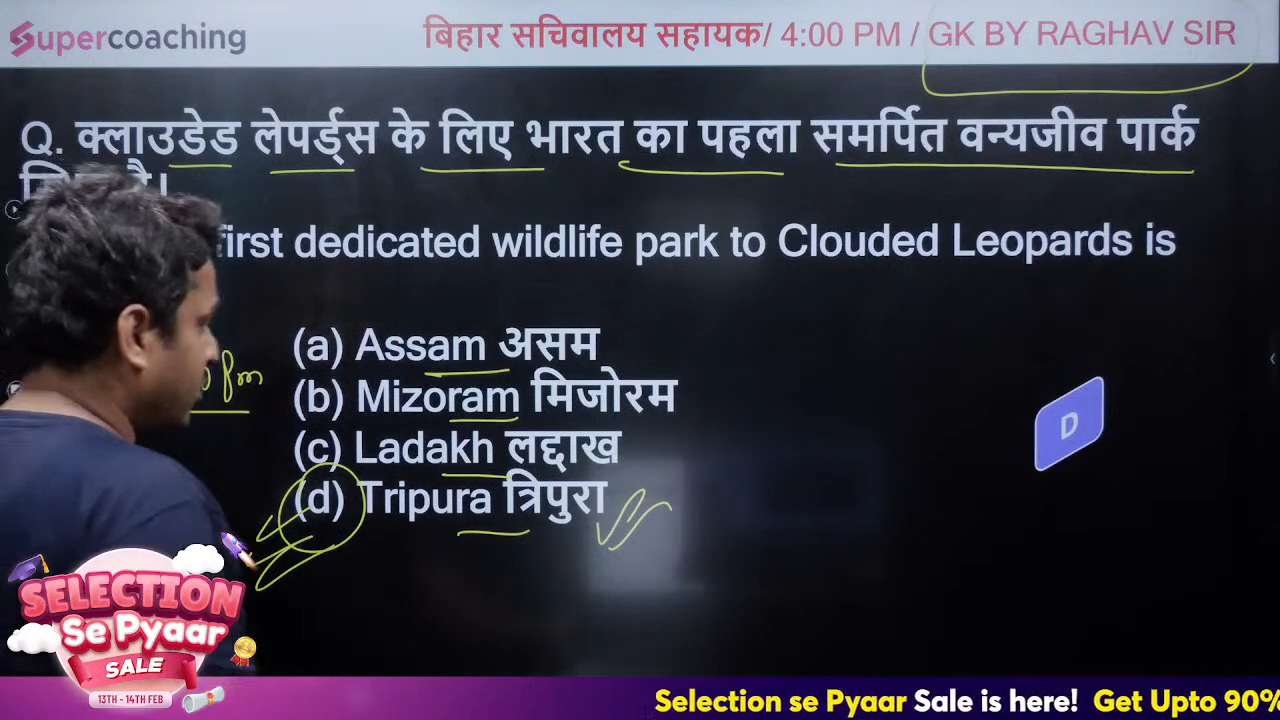 Supercoaching
बिहार सचिवालय सहायक/ 4:00 PM / GK BY RAGHAV SIR
Q. क्लाउडेड लेपर्ड्स के लिए भारत का पहला समर्पित वन्यजीव पार्क
first dedicated wildlife park to Clouded Leopards is
(a) Assam असम
(b) Mizoram मिजोरम
(c) Ladakh लद्दाख
(d) Tripura त्रिपुरा
D
SELECTION
Se Pyaar
SALE
13TH - 14TH FEB
Selection se Pyaar Sale is here! Get Upto 90%